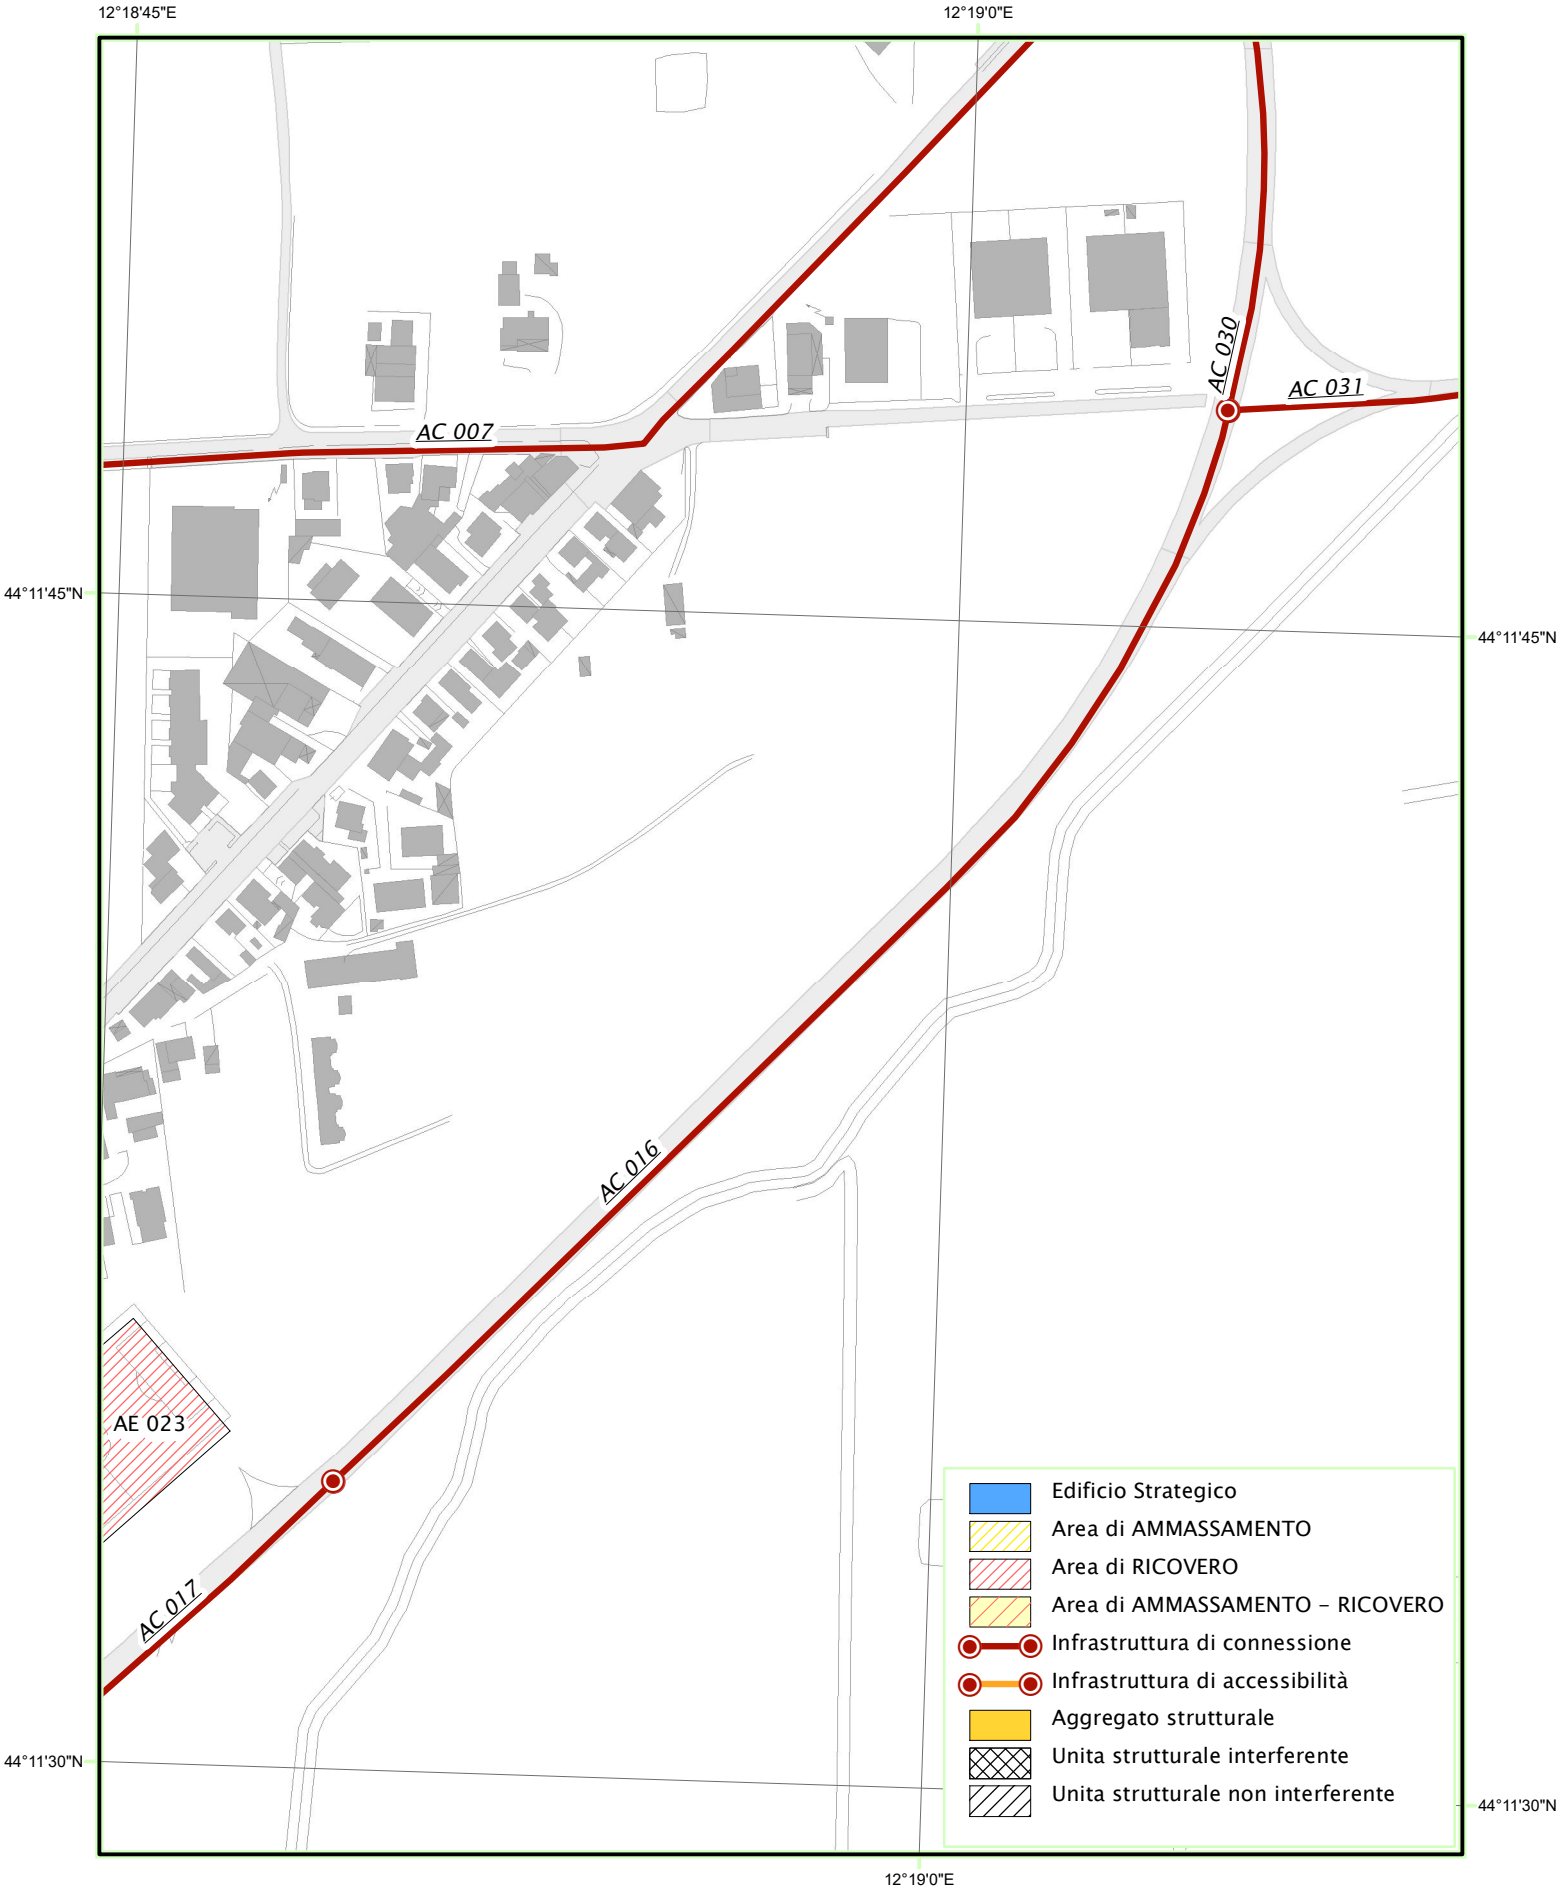 12°18'45"E
12°19'0"E
AC 030
AC 031
AC 007
44°11'45"N
44°11'45"N
AC 016
AE 023
AC 017
Edificio Strategico
Area di AMMASSAMENTO
Area di RICOVERO
Area di AMMASSAMENTO - RICOVERO
Infrastruttura di connessione
Infrastruttura di accessibilità
Aggregato strutturale
Unita strutturale interferente
Unita strutturale non interferente
44°11'30"N
44°11'30"N
12°19'0"E